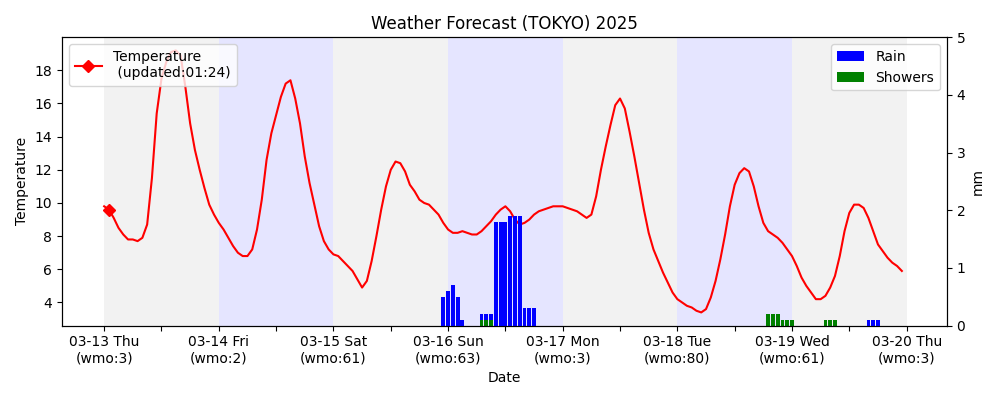 Weather Forecast (TOKYO) 2025
Temperature
(updated:01:24)
Rain
Showers
18
16
14
12
10
8
6
4
Temperature
5
4
3
2
1
0
mm
03-13 Thu
(wmo:3)
03-14 Fri
(wmo:2)
03-15 Sat
(wmo:61)
03-16 Sun
(wmo:63)
03-17 Mon
(wmo:3)
03-18 Tue
(wmo:80)
03-19 Wed
(wmo:61)
03-20 Thu
(wmo:3)
Date